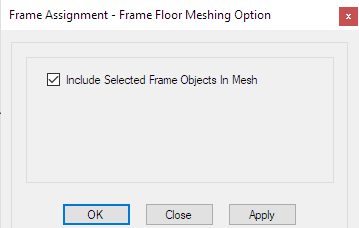 Frame Assignment - Frame Floor Meshing Option
x
Include Selected Frame Objects In Mesh
OK Close Apply